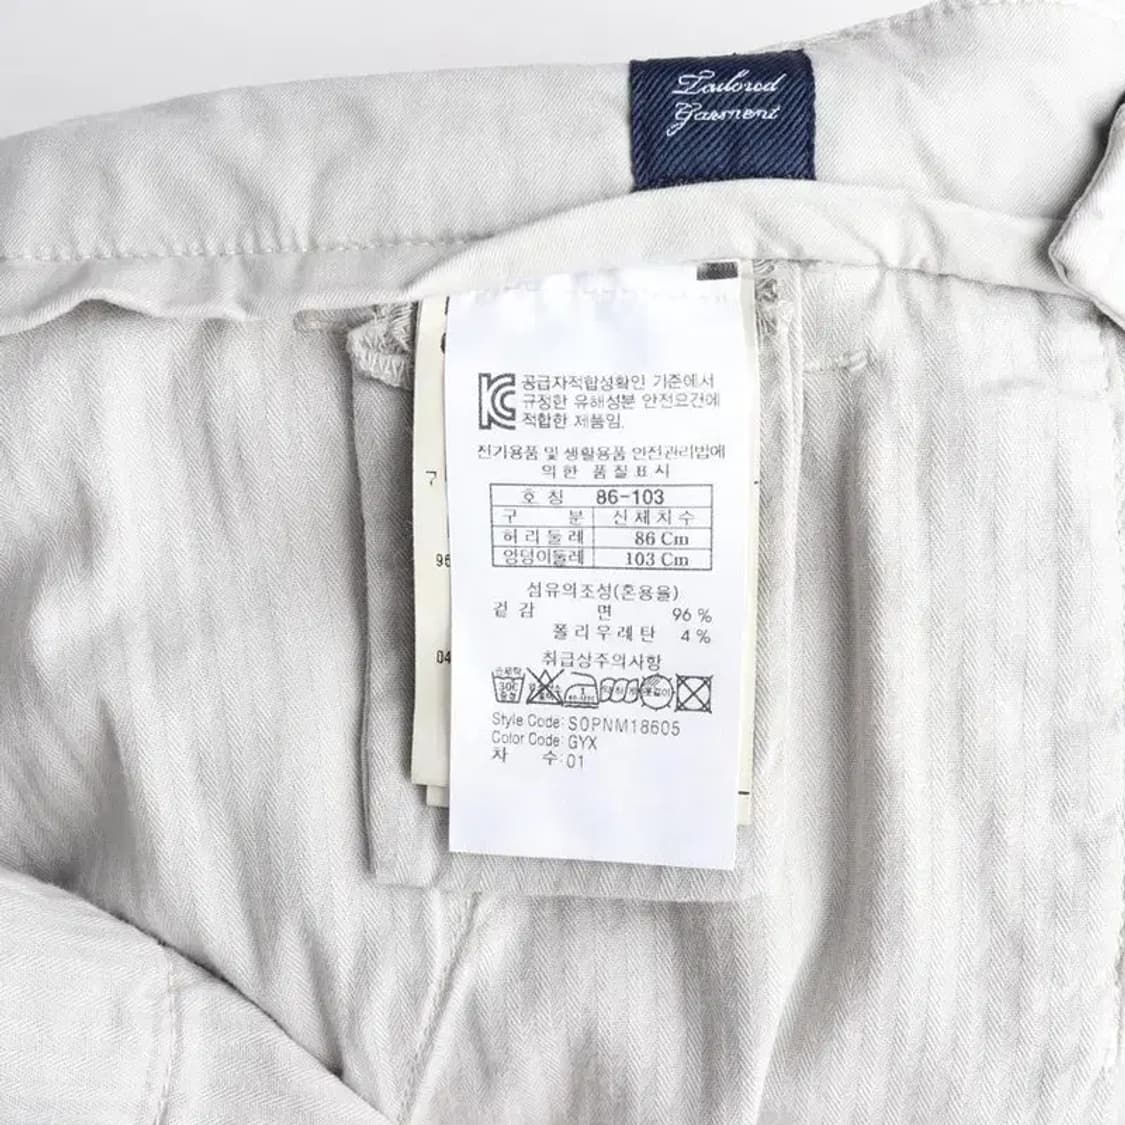 Tailored
Garment
공급자적합성확인 기준에서
규정한 유해성분 안전요건에
적합한 제품임.
전기용품 및 생활용품 안전관리법에
의한 품질표시
호칭 86-103
구 분 신체치수
허리둘레 86 Cm
엉덩이둘레 103 Cm
섬유의조성(혼용율)
겉감 면 96 %
폴리우레탄 4 %
취급상주의사항
Style Code: SOPNM18605
Color Code: GYX
차 수: 01
구
96
04